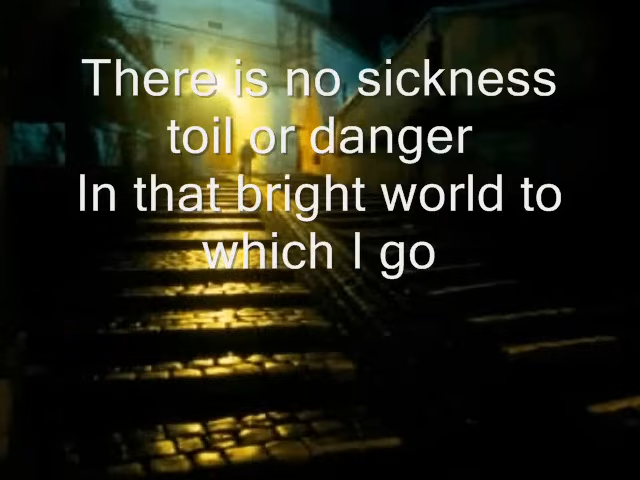 There is no sickness
toil or danger
In that bright world to
which I go